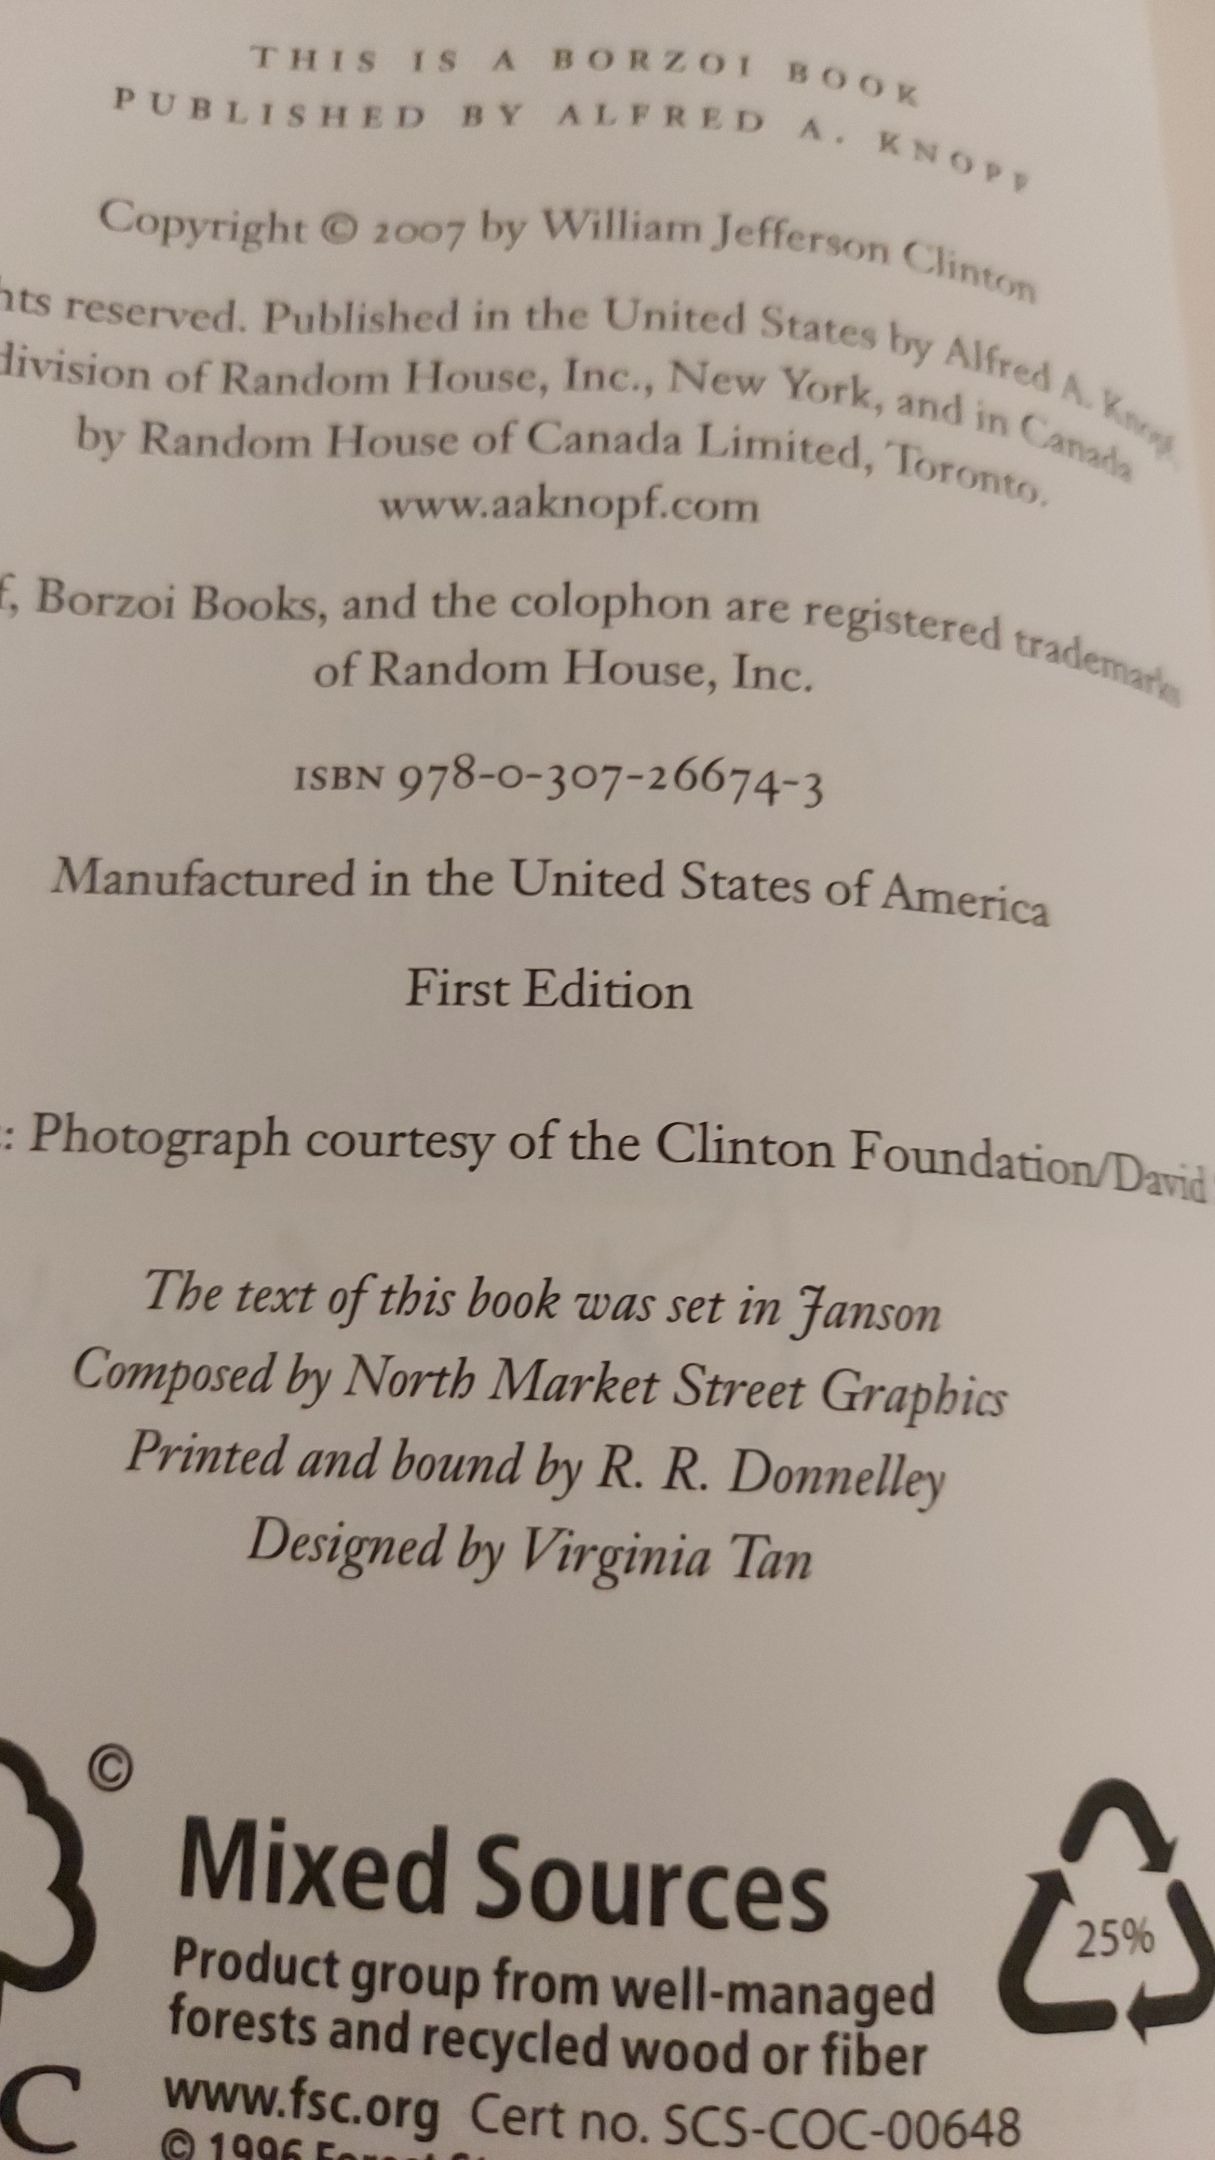 THIS IS A BORZOI BOOK
PUBLISHED BY ALFRED A. KNOPF
Copyright © 2007 by William Jefferson Clinton
hts reserved. Published in the United States by Alfred A. Knopf,
division of Random House, Inc., New York, and in Canada
by Random House of Canada Limited, Toronto.
www.aaknopf.com
f, Borzoi Books, and the colophon are registered trademarks
of Random House, Inc.
ISBN 978-0-307-26674-3
Manufactured in the United States of America
First Edition
: Photograph courtesy of the Clinton Foundation/David
The text of this book was set in Janson
Composed by North Market Street Graphics
Printed and bound by R. R. Donnelley
Designed by Virginia Tan
©
Mixed Sources
25%
Product group from well-managed
forests and recycled wood or fiber
C
www.fsc.org Cert no. SCS-COC-00648
© 1996